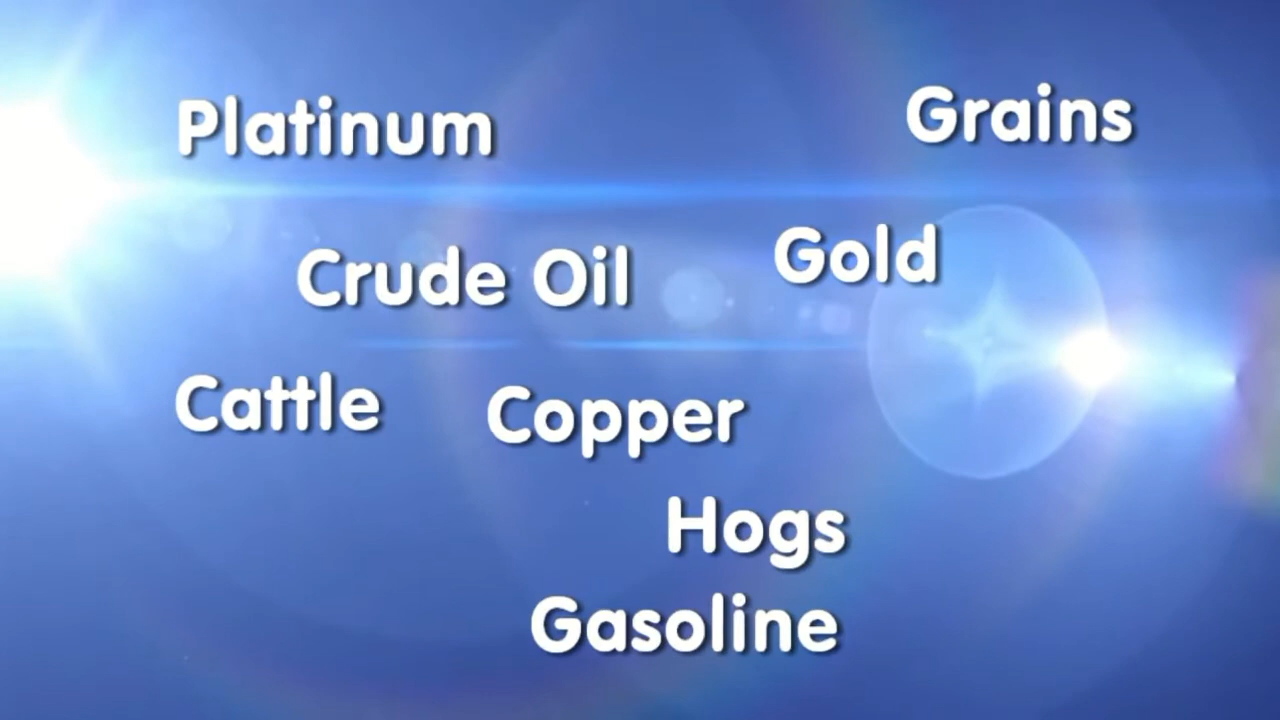 Platinum
Grains
Crude Oil
Gold
Cattle
Copper
Hogs
Gasoline